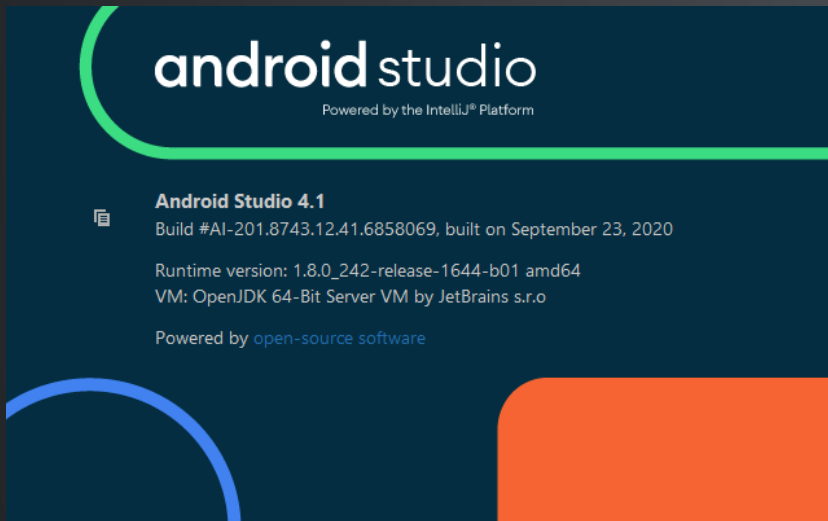 android studio
Powered by the IntelliJ® Platform
Android Studio 4.1
Build #AI-201.8743.12.41.6858069, built on September 23, 2020
Runtime version: 1.8.0_242-release-1644-b01 amd64
VM: OpenJDK 64-Bit Server VM by JetBrains s.r.o
Powered by open-source software